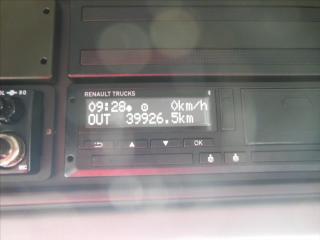 RENAULT TRUCKS
09:28 0km/h
OUT 39926.5km
OK